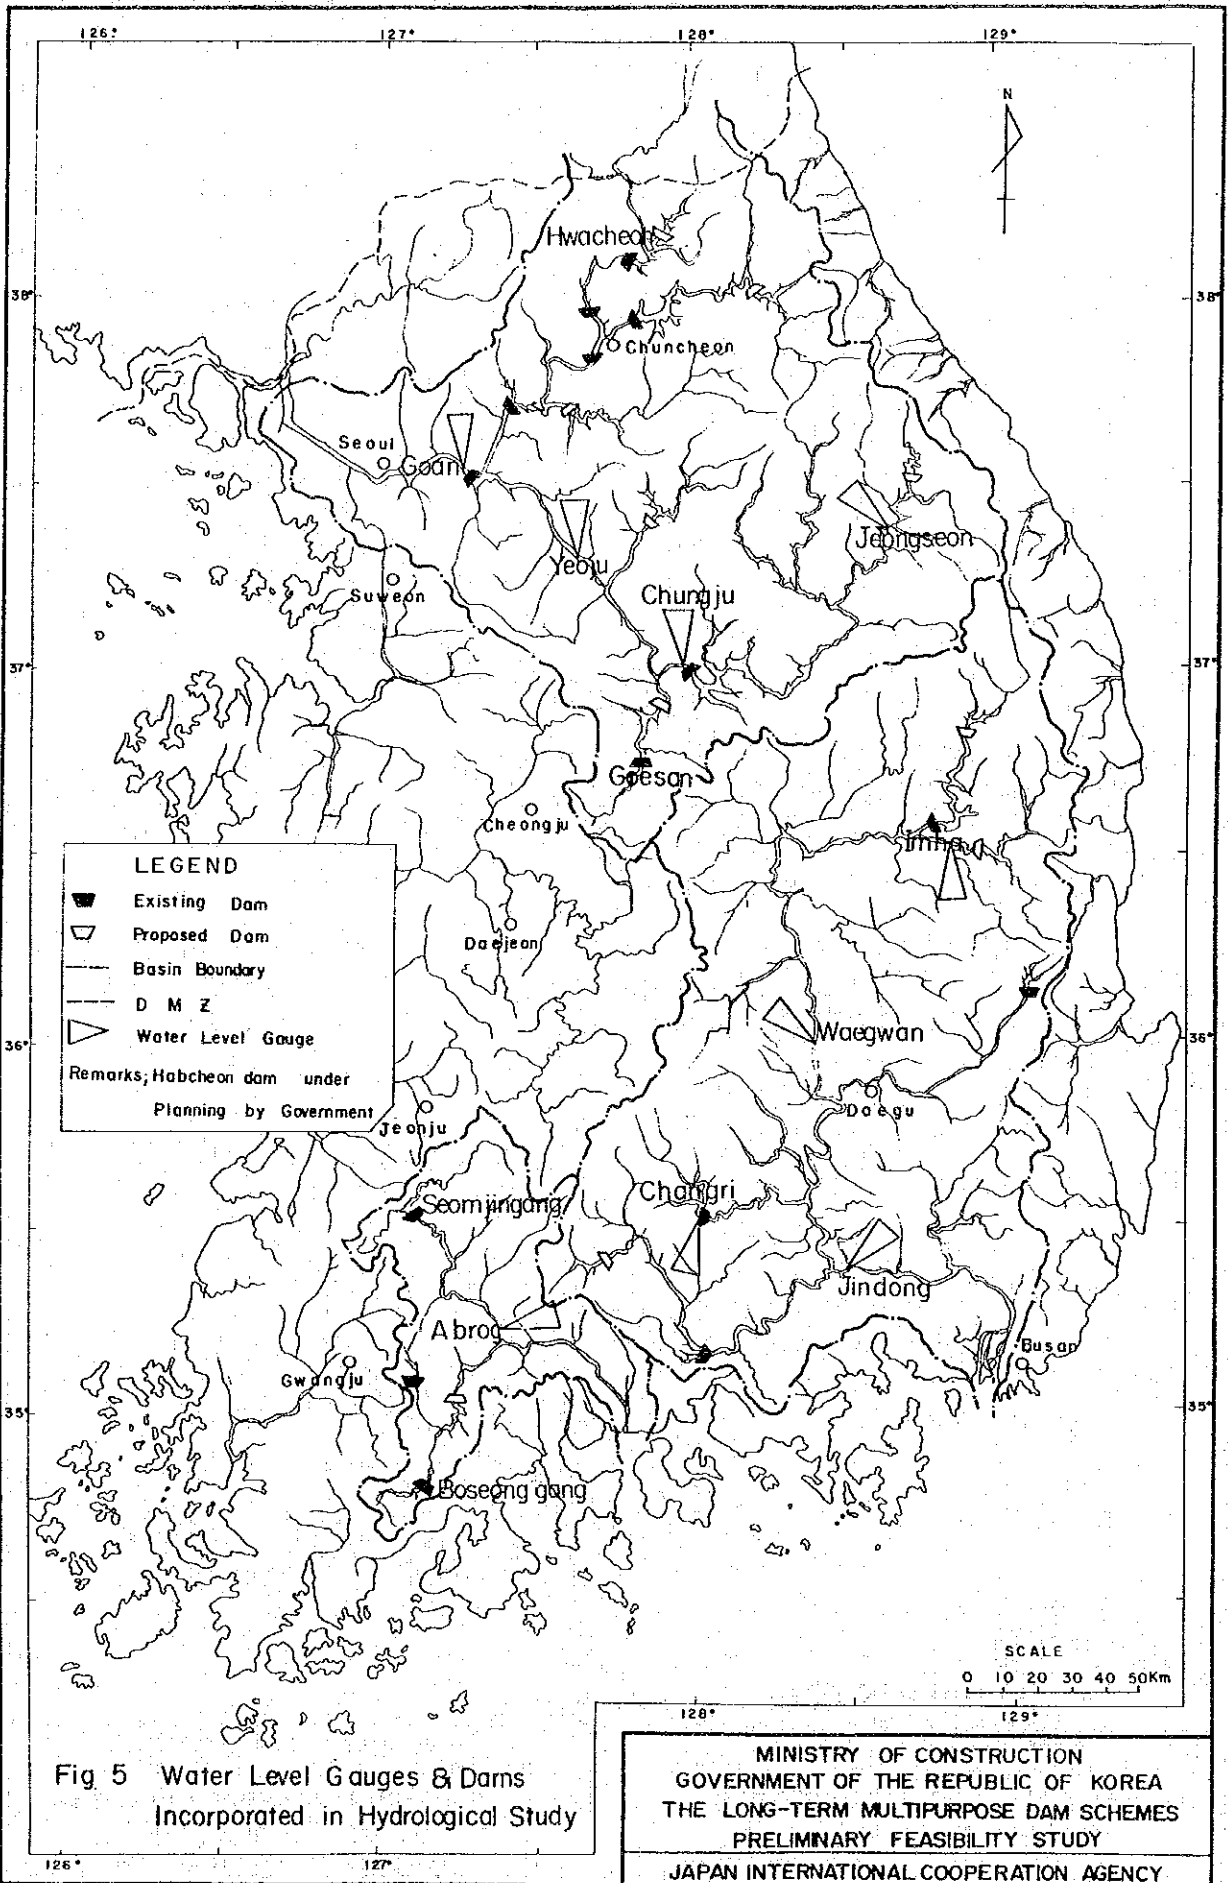 126°
127°
128°
129°
N
Hwacheon
38°
38°
Chuncheon
Seoul
Goan
Jeongseon
Yeoju
Suweon
Chungju
37°
37°
Goesan
Cheongju
LEGEND
Existing Dam
Proposed Dam
Basin Boundary
D M Z
Water Level Gauge
Remarks; Habcheon dam under
Planning by Government
Daejeon
Waegwan
36°
36°
Daegu
Jeonju
Seomjingang
Changri
Jindong
Abrog
Busan
Gwangju
35°
35°
Boseong gang
SCALE
0 10 20 30 40 50Km
128°
129°
Fig 5 Water Level Gauges & Dams
Incorporated in Hydrological Study
126°
127°
MINISTRY OF CONSTRUCTION
GOVERNMENT OF THE REPUBLIC OF KOREA
THE LONG-TERM MULTIPURPOSE DAM SCHEMES
PRELIMINARY FEASIBILITY STUDY
JAPAN INTERNATIONAL COOPERATION AGENCY